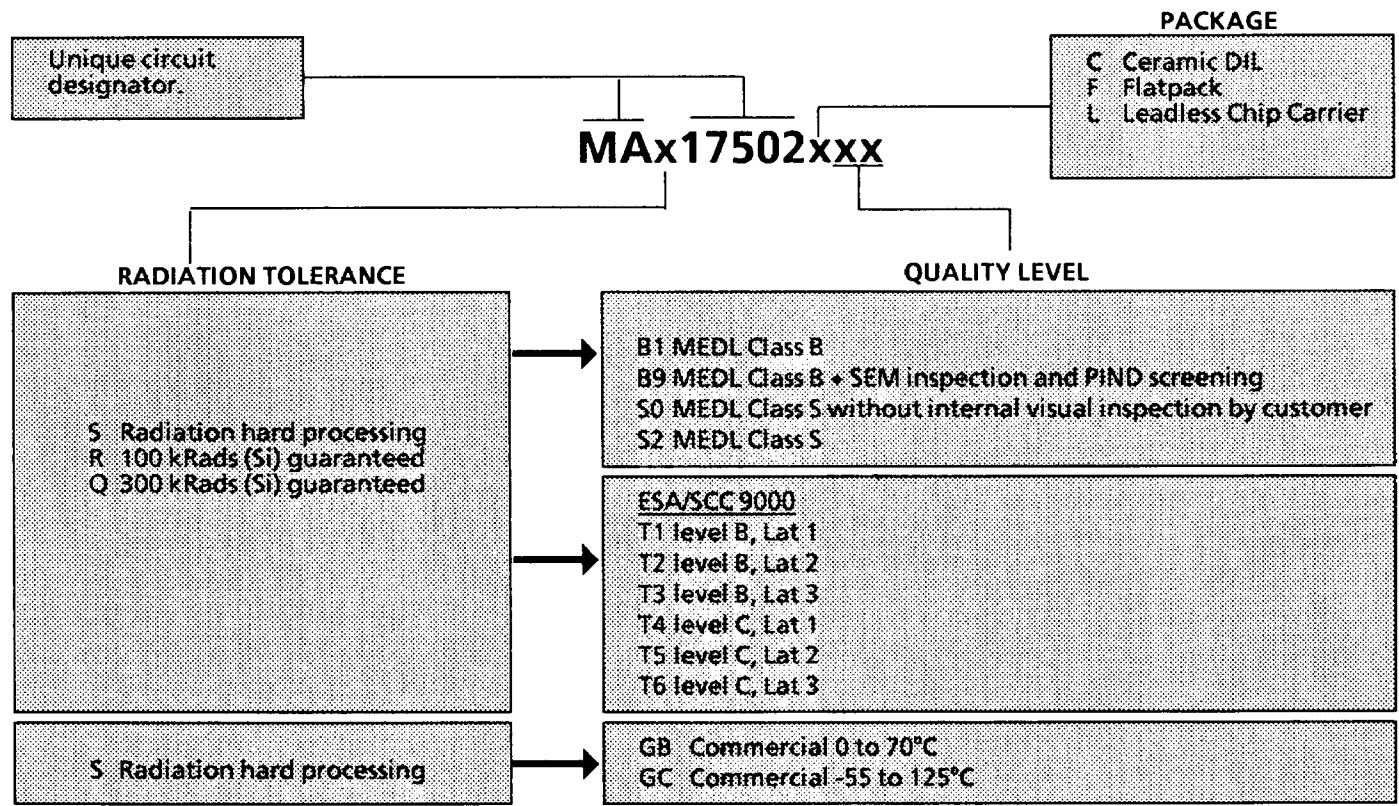 PACKAGE
Unique circuit
designator.
C Ceramic DIL
F Flatpack
L Leadless Chip Carrier
MAx17502xxx
RADIATION TOLERANCE
QUALITY LEVEL
S Radiation hard processing
R 100 kRads (Si) guaranteed
Q 300 kRads (Si) guaranteed
B1 MEDL Class B
B9 MEDL Class B + SEM inspection and PIND screening
S0 MEDL Class S without internal visual inspection by customer
S2 MEDL Class S
ESA/SCC 9000
T1 level B, Lat 1
T2 level B, Lat 2
T3 level B, Lat 3
T4 level C, Lat 1
T5 level C, Lat 2
T6 level C, Lat 3
S Radiation hard processing
GB Commercial 0 to 70°C
GC Commercial -55 to 125°C